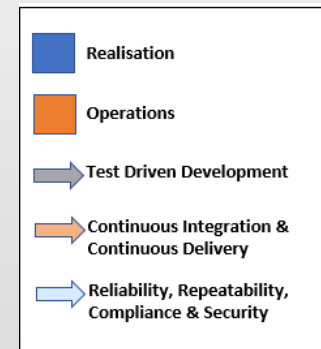 Realisation
Operations
Test Driven Development
Continuous Integration &
Continuous Delivery
Reliability, Repeatability,
Compliance & Security